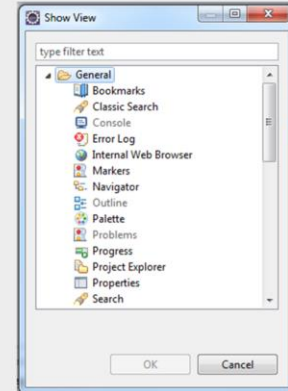 Show View
type filter text
General
Bookmarks
Classic Search
Console
Error Log
Internal Web Browser
Markers
Navigator
Outline
Palette
Problems
Progress
Project Explorer
Properties
Search
OK Cancel